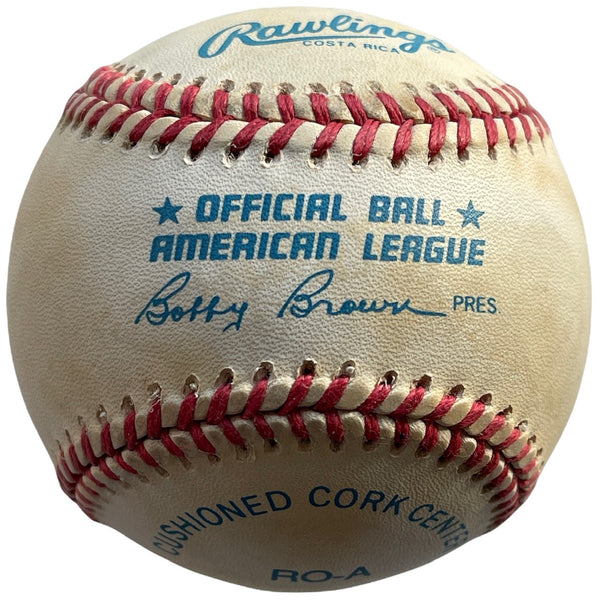 Rawlings
COSTA RICA
★ OFFICIAL BALL ★
AMERICAN LEAGUE
Bobby Brown PRES.
CUSHIONED CORK CENTER
RO-A